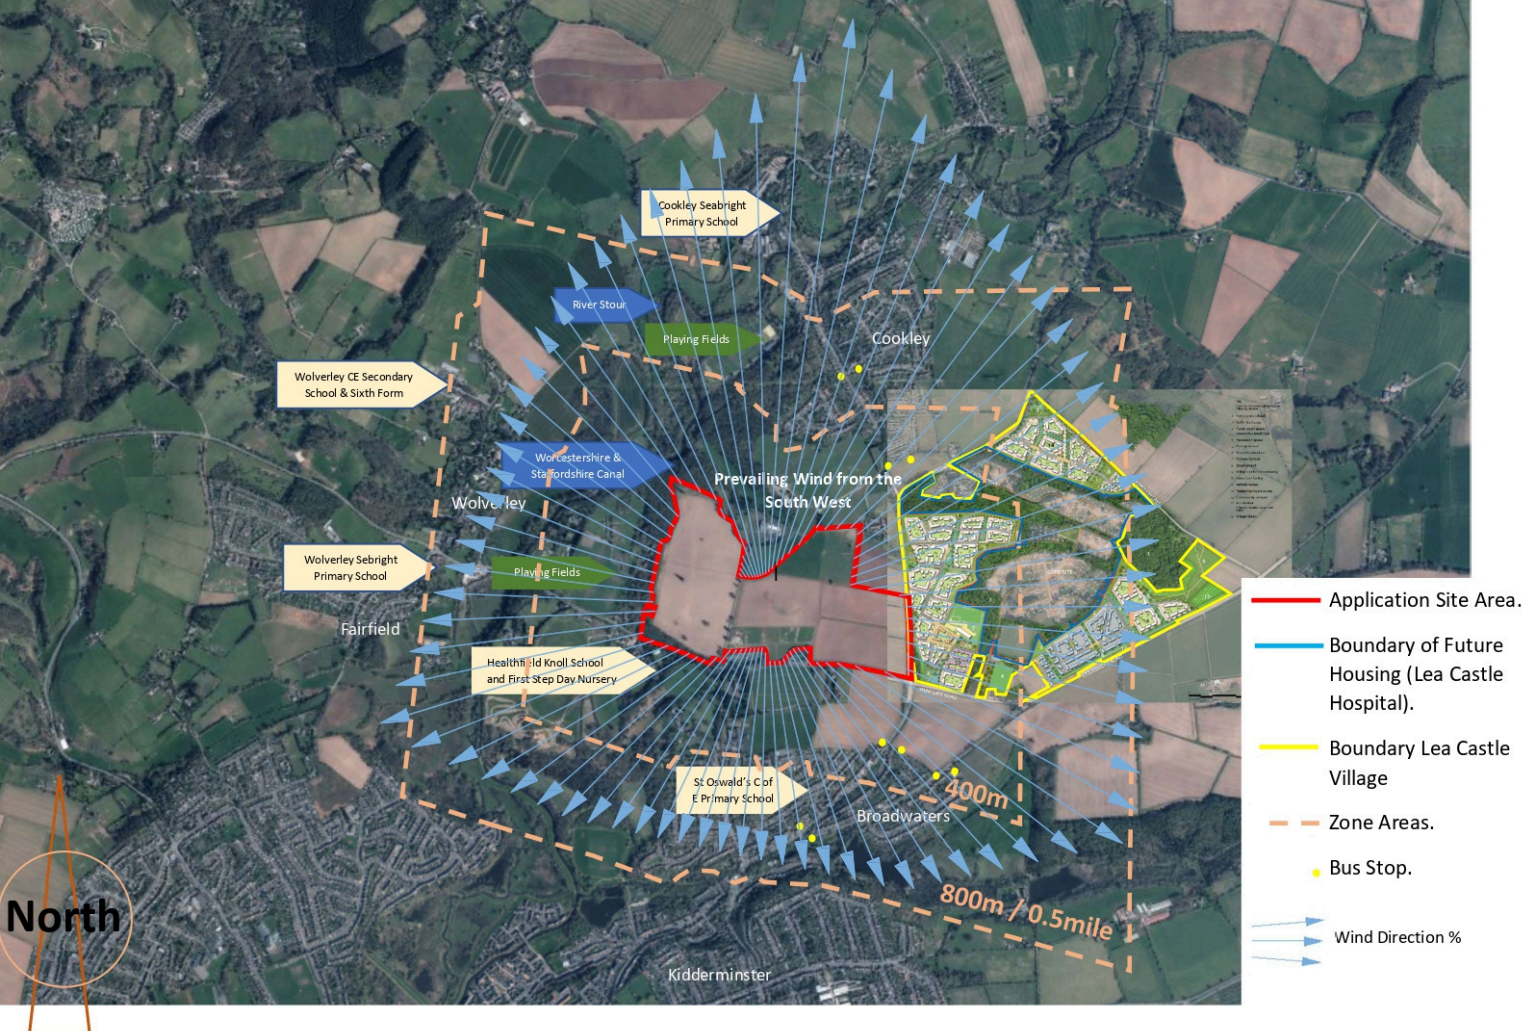 Cookley Seabright
Primary School
River Stour
Playing Fields
Cookley
Wolverley CE Secondary
School & Sixth Form
Worcestershire &
Staffordshire Canal
Prevailing Wind from the
South West
Wolverley
Wolverley Sebright
Primary School
Playing Fields
Fairfield
Healthfield Knoll School
and First Step Day Nursery
St Oswald's C of
E Primary School
400m
Broadwaters
800m / 0.5mile
North
Kidderminster
Application Site Area.
Boundary of Future
Housing (Lea Castle
Hospital).
Boundary Lea Castle
Village
Zone Areas.
Bus Stop.
Wind Direction %